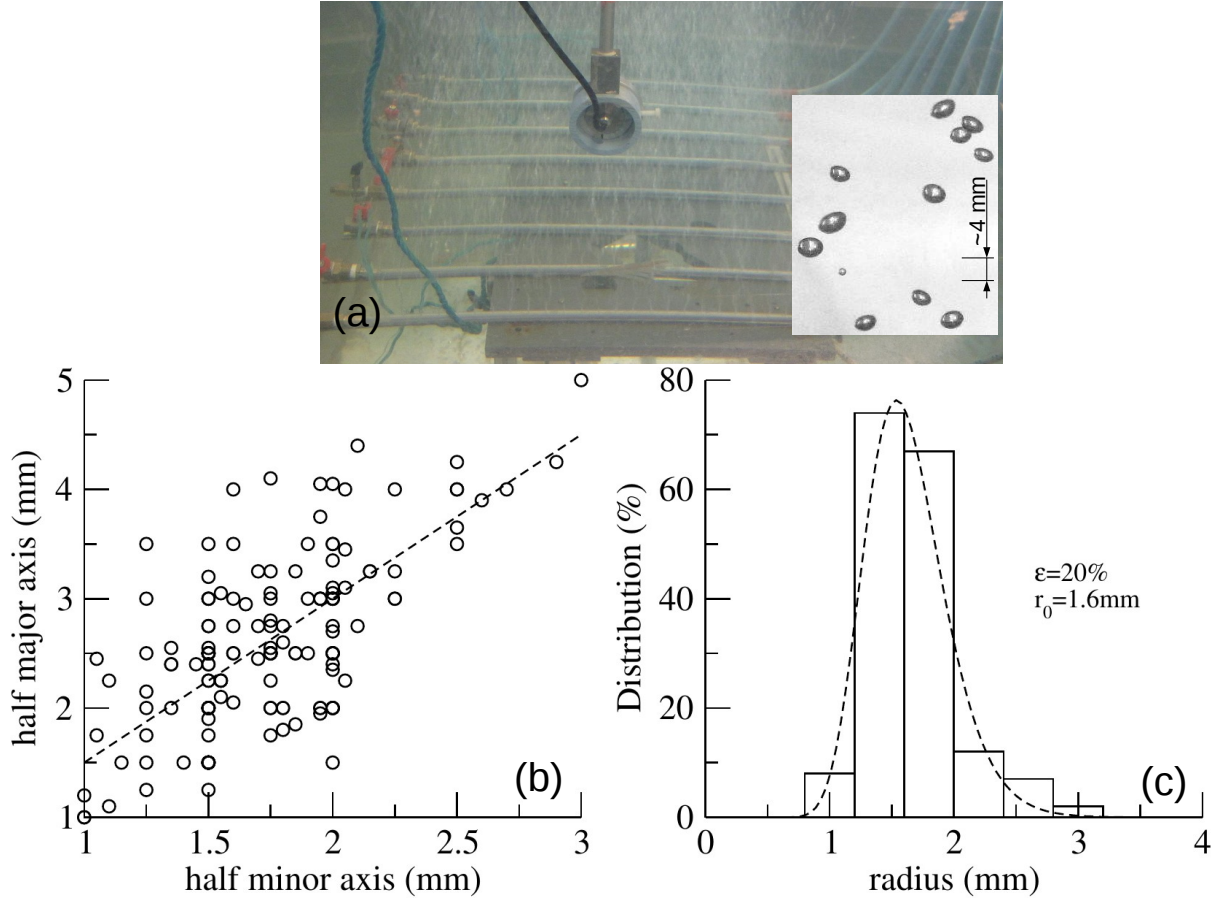 (a)
~4 mm
5
4
3
2
1
1 1.5 2 2.5 3
half major axis (mm)
half minor axis (mm)
(b)
80
60
40
20
0
0 1 2 3 4
Distribution (%)
radius (mm)
ε=20%
r0=1.6mm
(c)